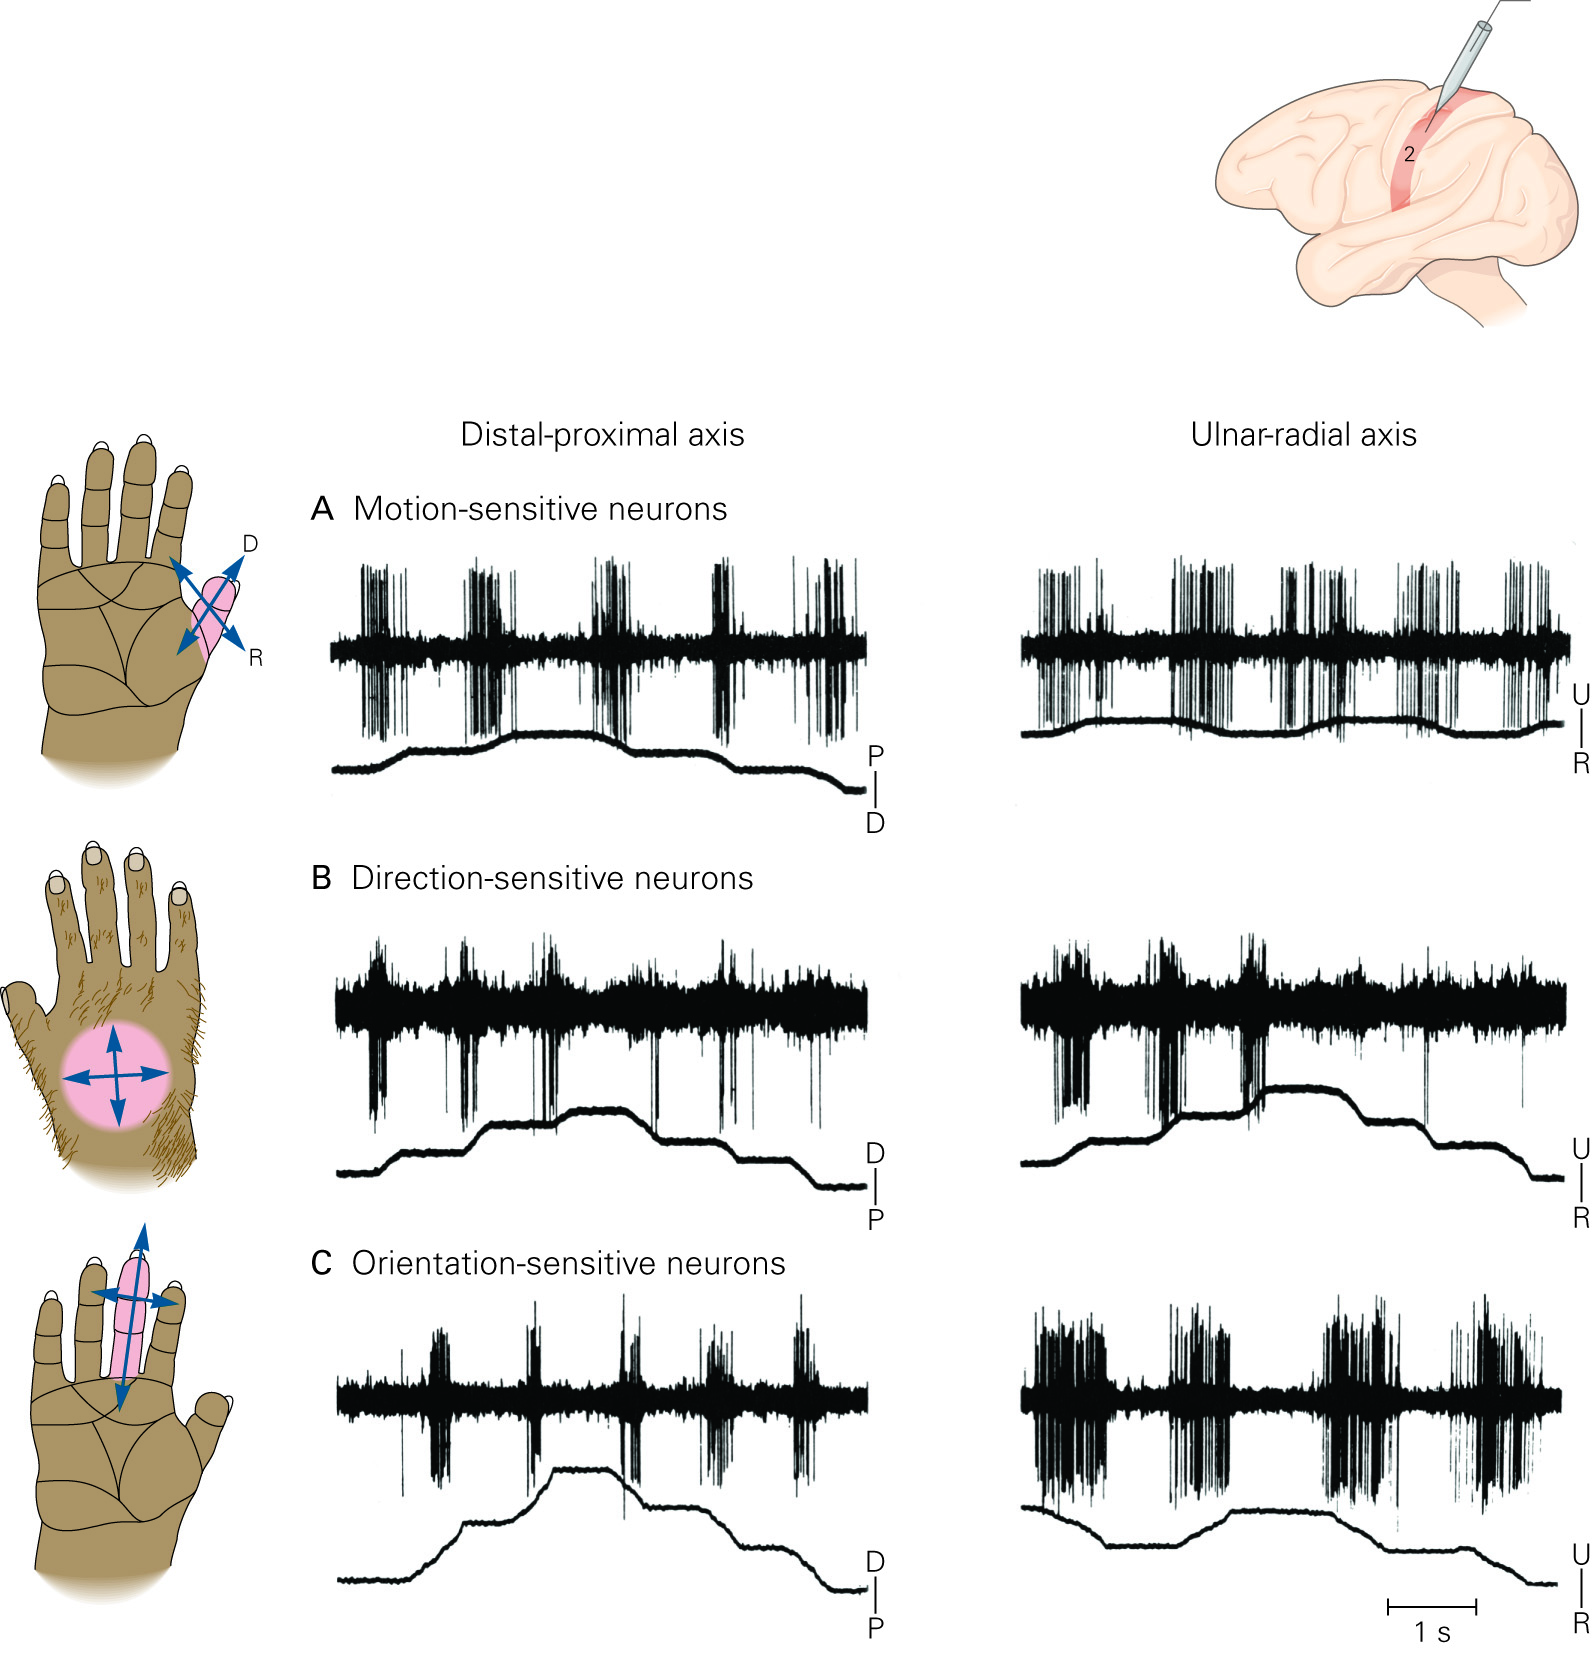 2
Distal-proximal axis
Ulnar-radial axis
A Motion-sensitive neurons
D
R
P
D
U
R
B Direction-sensitive neurons
D
P
U
R
C Orientation-sensitive neurons
D
P
U
R
1 s